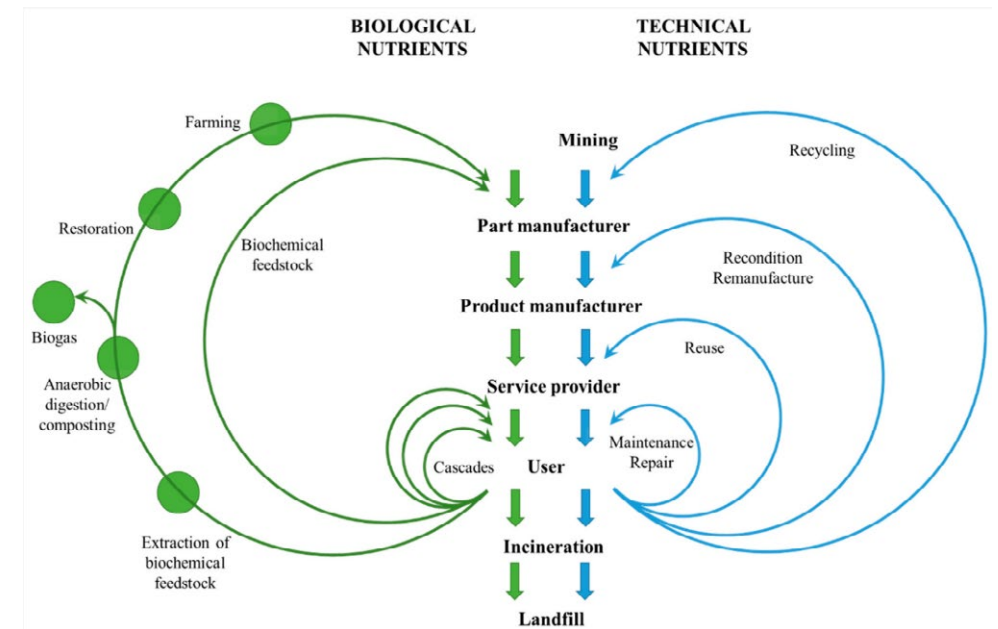 BIOLOGICAL
NUTRIENTS
TECHNICAL
NUTRIENTS
Farming
Mining
Recycling
Restoration
Part manufacturer
Biochemical
feedstock
Recondition
Remanufacture
Product manufacturer
Biogas
Reuse
Anaerobic
digestion/
composting
Service provider
Cascades
User
Maintenance
Repair
Extraction of
biochemical
feedstock
Incineration
Landfill